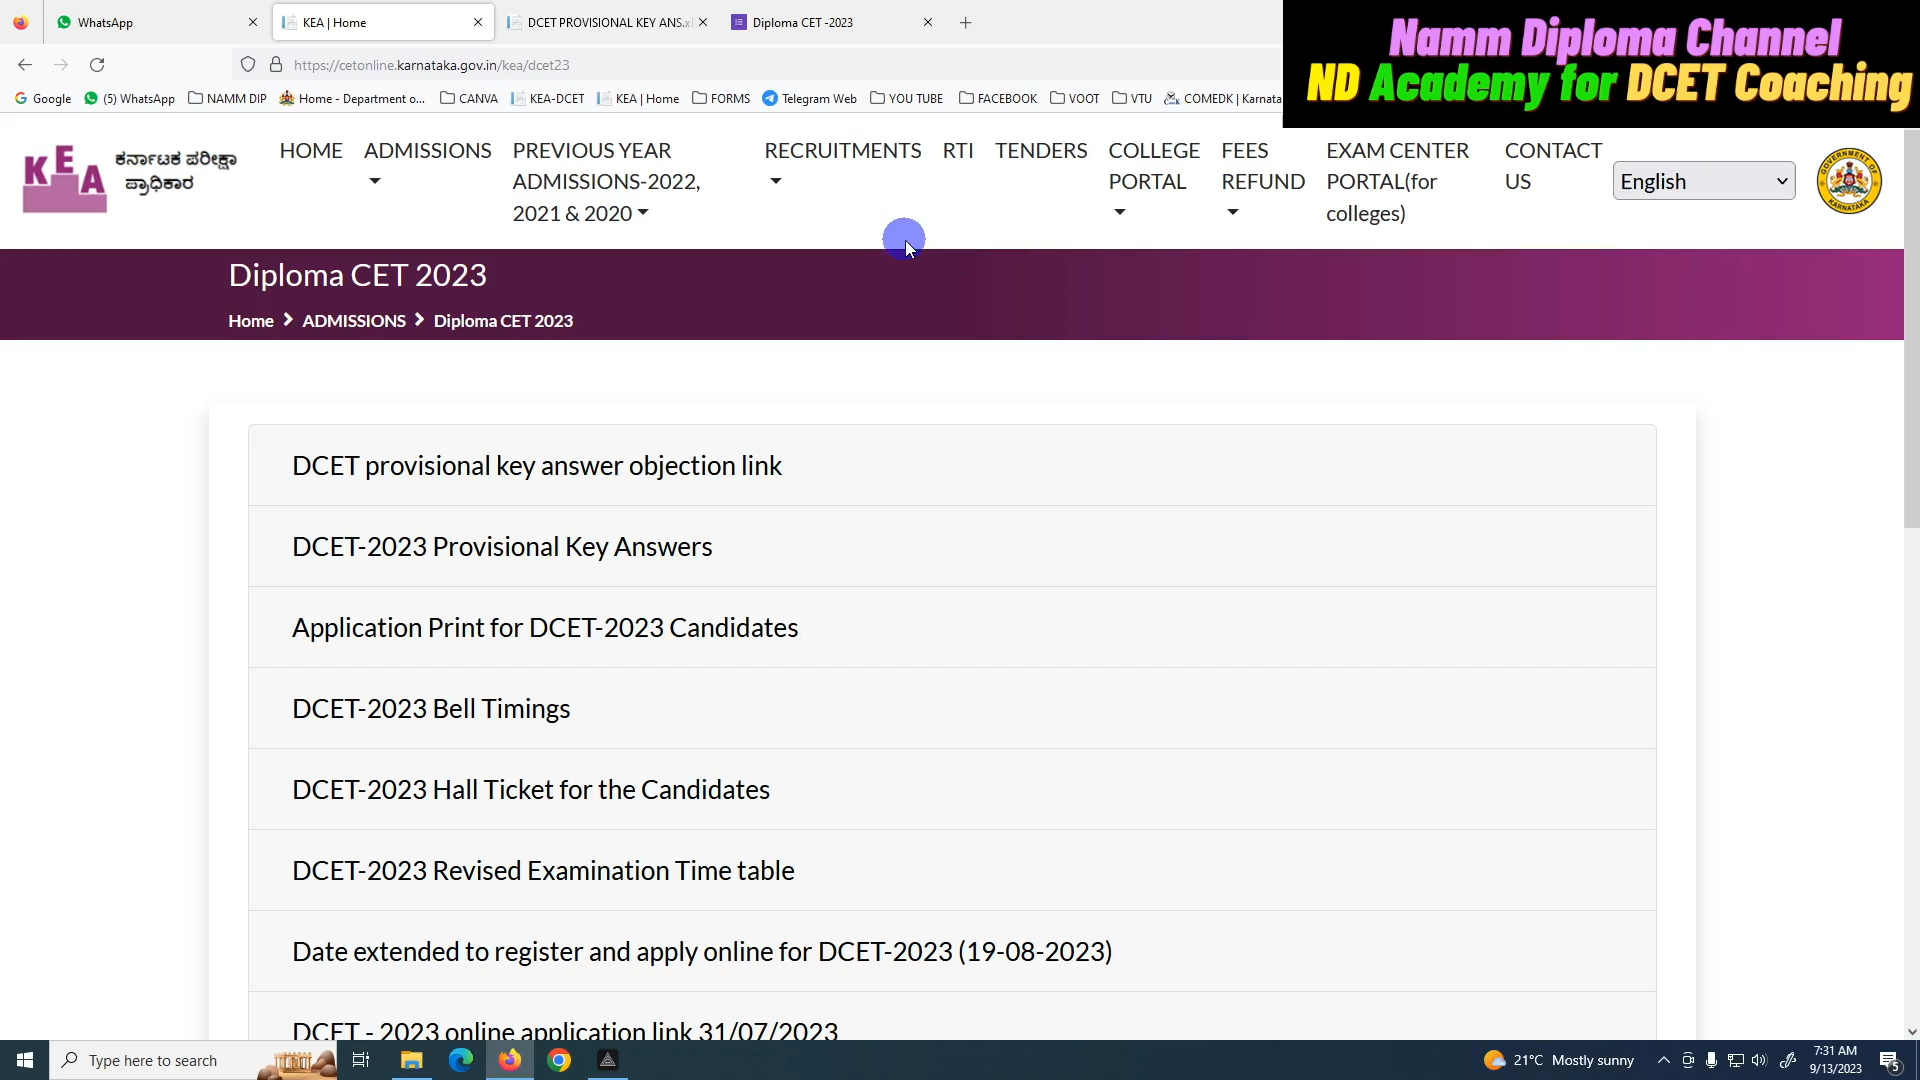 WhatsApp
KEA | Home
DCET PROVISIONAL KEY ANS.x
Diploma CET -2023
Namm Diploma Channel
ND Academy for DCET Coaching
https://cetonline.karnataka.gov.in/kea/dcet23
Google
(5) WhatsApp
NAMM DIP
Home - Department o...
CANVA
KEA-DCET
KEA | Home
FORMS
Telegram Web
YOU TUBE
FACEBOOK
VOOT
VTU
COMEDK | Karnata
KEA
ಕರ್ನಾಟಕ ಪರೀಕ್ಷಾ
ಪ್ರಾಧಿಕಾರ
HOME
ADMISSIONS
PREVIOUS YEAR
ADMISSIONS-2022,
2021 & 2020
RECRUITMENTS
RTI
TENDERS
COLLEGE
PORTAL
FEES
REFUND
EXAM CENTER
PORTAL(for
colleges)
CONTACT
US
English
GOVERNMENT OF
KARNATAKA
Diploma CET 2023
Home > ADMISSIONS > Diploma CET 2023
DCET provisional key answer objection link
DCET-2023 Provisional Key Answers
Application Print for DCET-2023 Candidates
DCET-2023 Bell Timings
DCET-2023 Hall Ticket for the Candidates
DCET-2023 Revised Examination Time table
Date extended to register and apply online for DCET-2023 (19-08-2023)
DCET - 2023 online application link 31/07/2023
Type here to search
21°C Mostly sunny
7:31 AM
9/13/2023
5